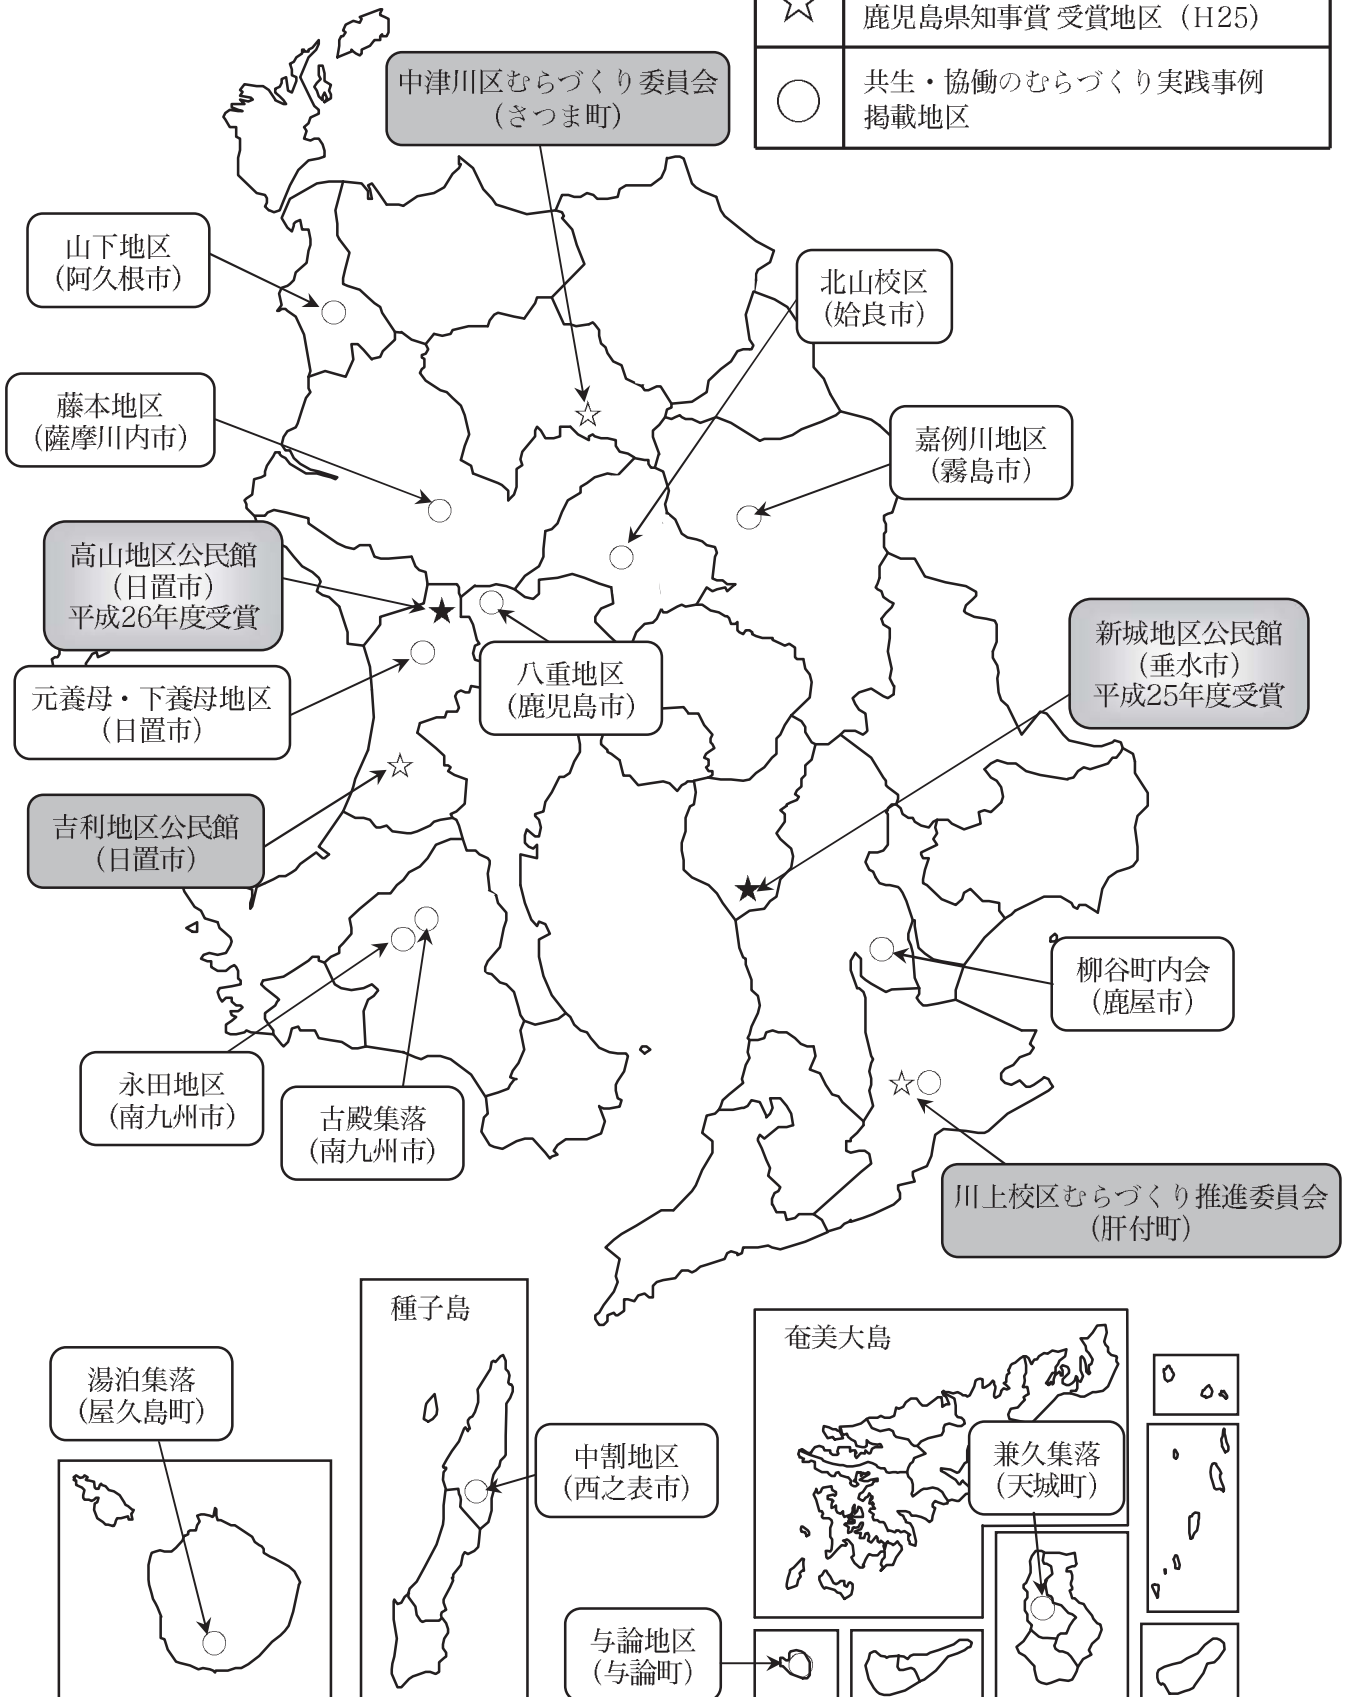 鹿児島県知事賞 受賞地区（H25）
共生・協働のむらづくり実践事例
掲載地区
中津川区むらづくり委員会
（さつま町）
山下地区
（阿久根市）
北山校区
（姶良市）
藤本地区
（薩摩川内市）
嘉例川地区
（霧島市）
高山地区公民館
（日置市）
平成26年度受賞
新城地区公民館
（垂水市）
平成25年度受賞
八重地区
（鹿児島市）
元養母・下養母地区
（日置市）
吉利地区公民館
（日置市）
柳谷町内会
（鹿屋市）
永田地区
（南九州市）
古殿集落
（南九州市）
川上校区むらづくり推進委員会
（肝付町）
種子島
奄美大島
湯泊集落
（屋久島町）
中割地区
（西之表市）
兼久集落
（天城町）
与論地区
（与論町）